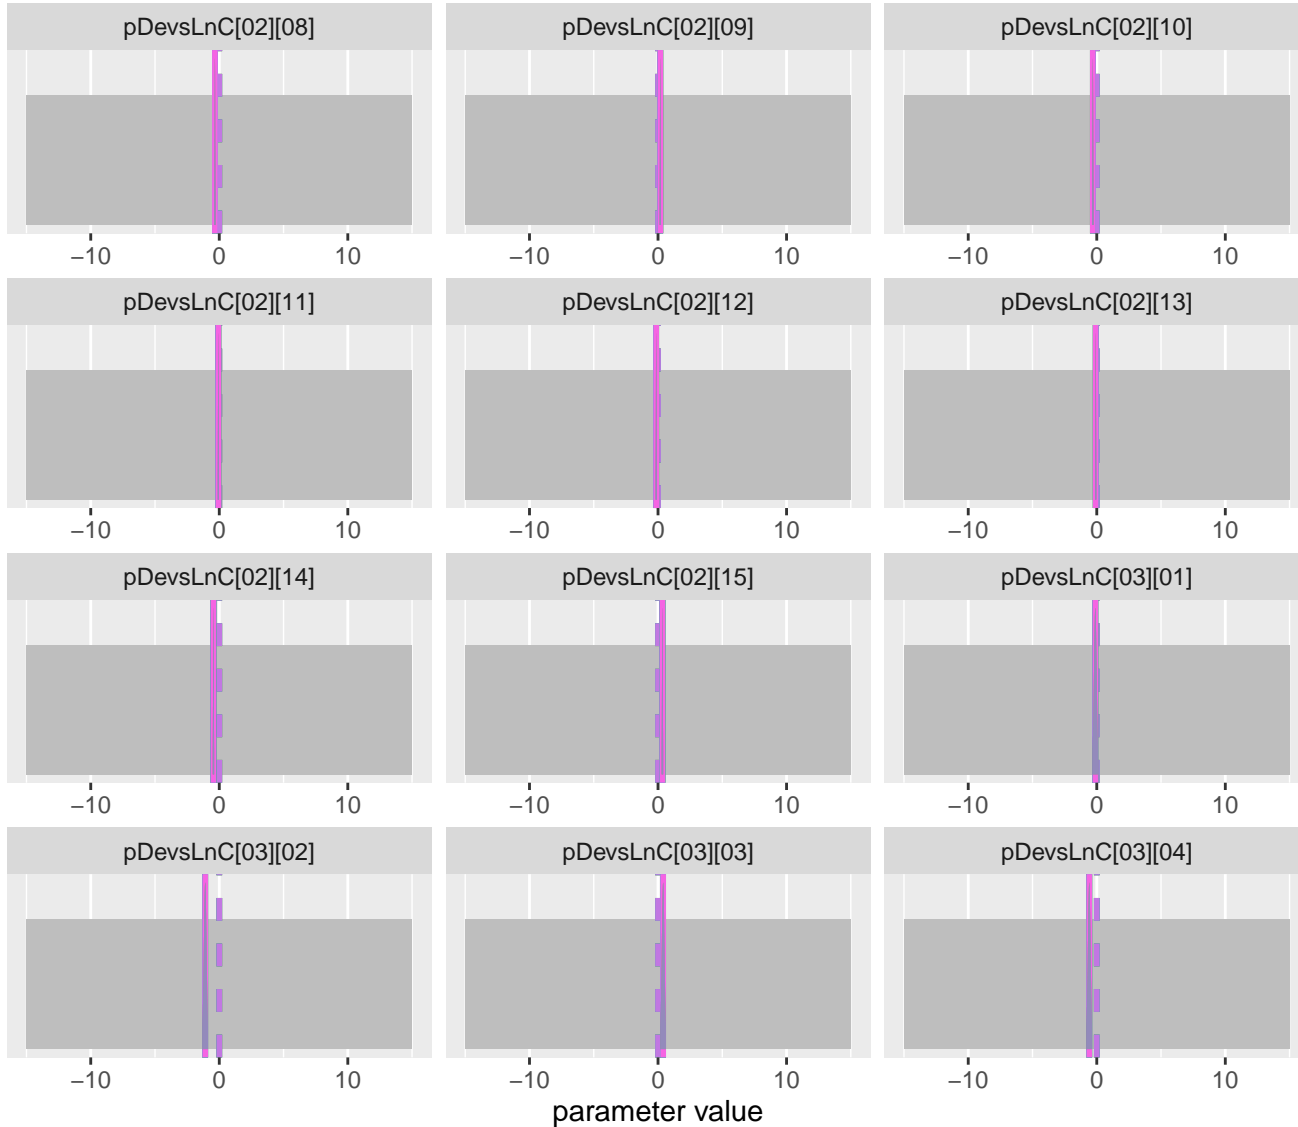 pDevsLnC[02][08] pDevsLnC[02][09] pDevsLnC[02][10]
−10 0 10 −10 0 10 −10 0 10
pDevsLnC[02][11] pDevsLnC[02][12] pDevsLnC[02][13]
−10 0 10 −10 0 10 −10 0 10
pDevsLnC[02][14] pDevsLnC[02][15] pDevsLnC[03][01]
−10 0 10 −10 0 10 −10 0 10
pDevsLnC[03][02] pDevsLnC[03][03] pDevsLnC[03][04]
−10 0 10 −10 0 10 −10 0 10
parameter value